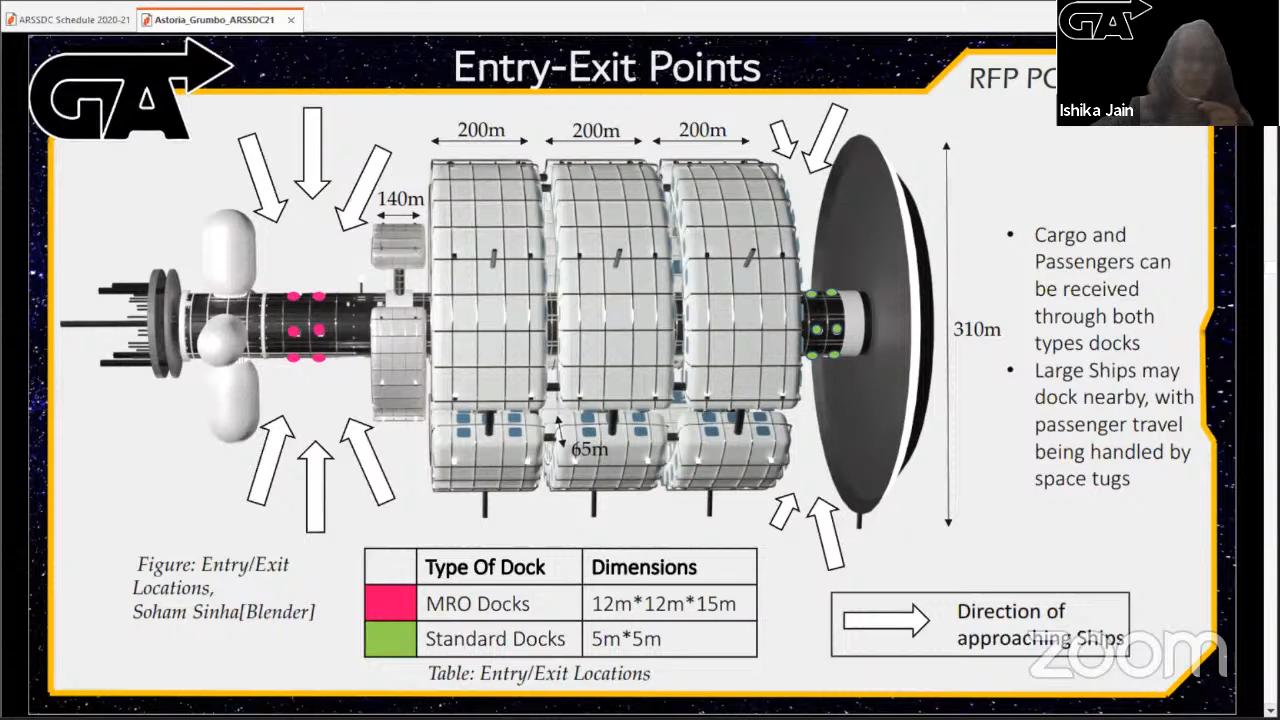 ARSSDC Schedule 2020-21
Astoria_Grumbo_ARSSDC21
GA
Entry-Exit Points
RFP PO
GA
Ishika Jain
200m
200m
200m
140m
310m
65m
• Cargo and
Passengers can
be received
through both
types docks
• Large Ships may
dock nearby, with
passenger travel
being handled by
space tugs
Figure: Entry/Exit
Locations,
Soham Sinha[Blender]
Type Of Dock Dimensions
MRO Docks 12m*12m*15m
Standard Docks 5m*5m
Table: Entry/Exit Locations
Direction of
approaching Ships
zoom